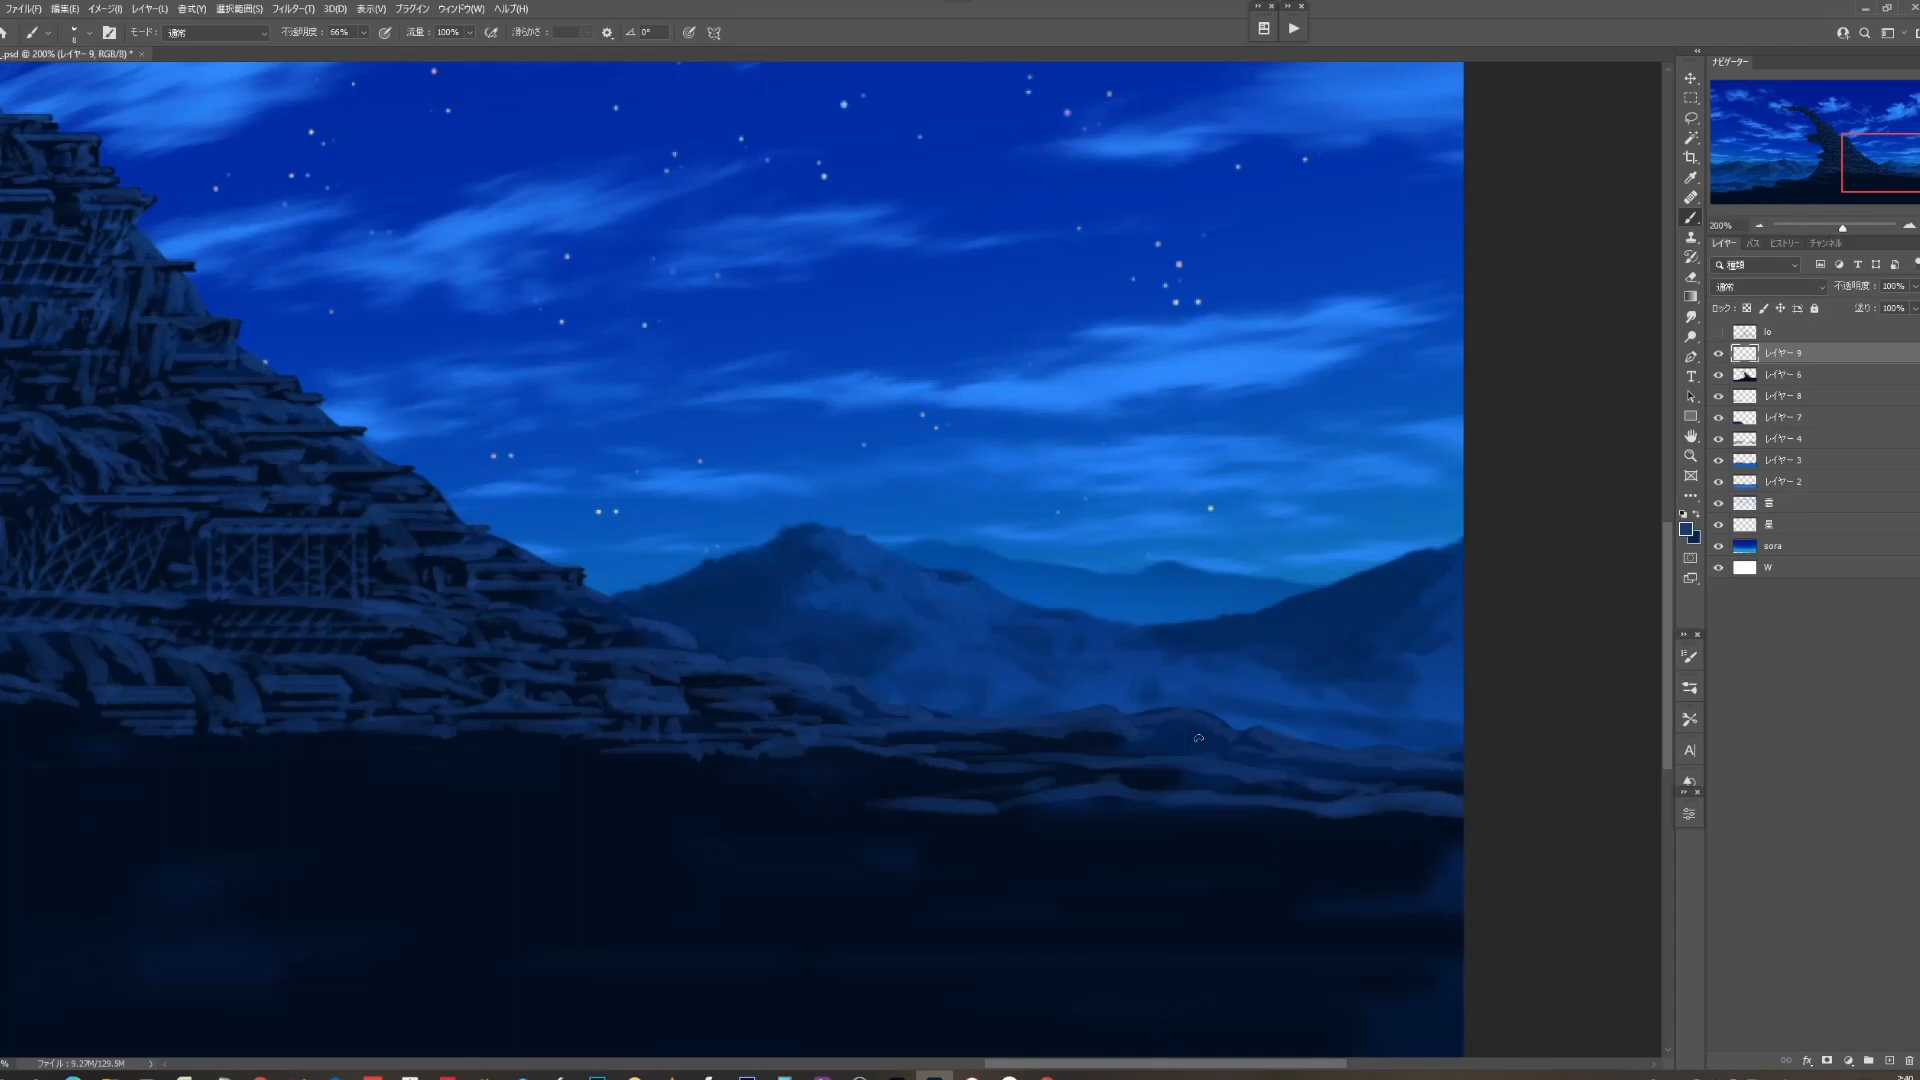 ファイル(F) 編集(E) イメージ(I) レイヤー(L) 書式(Y) 選択範囲(S) フィルター(T) 3D(D) 表示(V) プラグイン ウィンドウ(W) ヘルプ(H)
8 モード： 通常 不透明度： 66% 流量： 100% 滑らかさ： 0°
.psd @ 200% (レイヤー 9, RGB/8) * ×
ナビゲーター
200%
レイヤー パス ヒストリー チャンネル
種類
通常 不透明度： 100%
ロック： 塗り： 100%
lo
レイヤー 9
レイヤー 6
レイヤー 8
レイヤー 7
レイヤー 4
レイヤー 3
レイヤー 2
雲
星
sora
W
% ファイル : 9.27M/129.5M
2:40